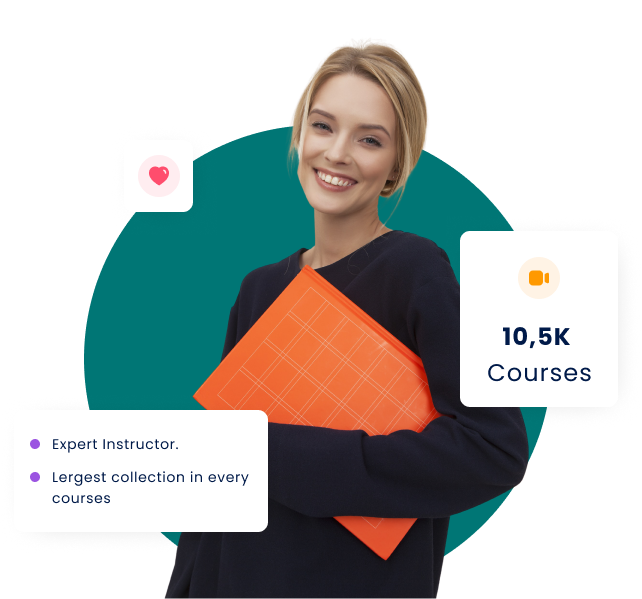 10,5K
Courses
Expert Instructor.
Lergest collection in every
courses